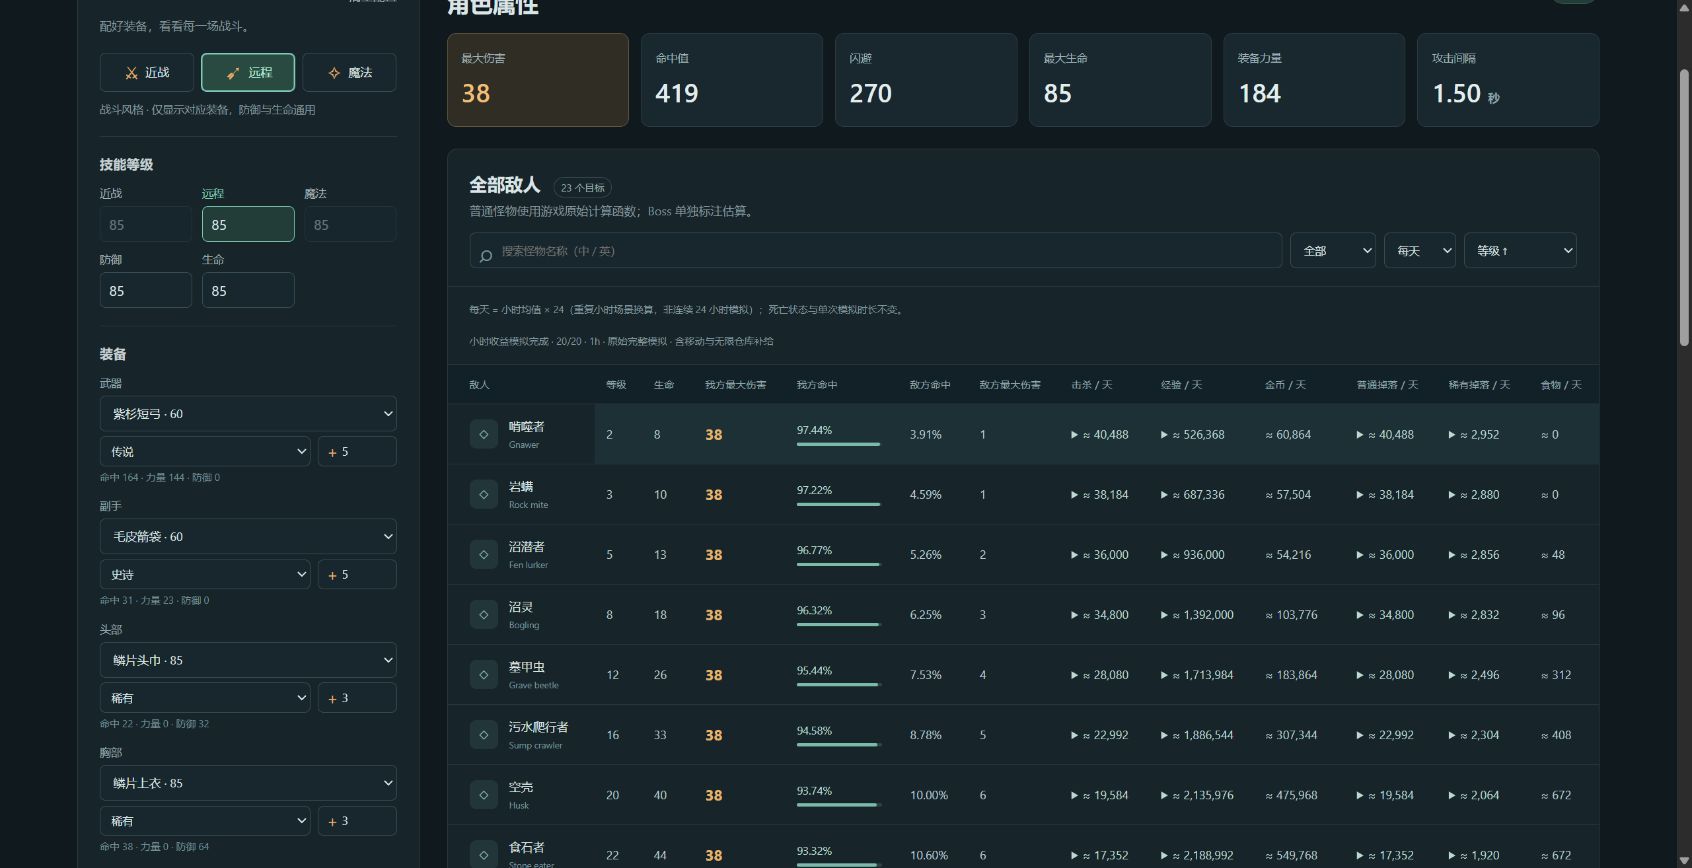 配好装备，看看每一场战斗。
近战
远程
魔法
战斗风格 · 仅显示对应装备，防御与生命通用
技能等级
近战 远程 魔法
85 85 85
防御 生命
85 85
装备
武器
紫杉短弓 · 60
传说 + 5
命中 164 · 力量 144 · 防御 0
副手
毛皮箭袋 · 60
史诗 + 5
命中 31 · 力量 23 · 防御 0
头部
鳞片头巾 · 85
稀有 + 3
命中 22 · 力量 0 · 防御 32
胸部
鳞片上衣 · 85
稀有 + 3
命中 38 · 力量 0 · 防御 64
角色属性
最大伤害
38
命中值
419
闪避
270
最大生命
85
装备力量
184
攻击间隔
1.50 秒
全部敌人 23 个目标
普通怪物使用游戏原始计算函数；Boss 单独标注估算。
搜索怪物名称（中 / 英） 全部 每天 等级 ↑
每天 = 小时均值 × 24（重复小时场景换算，非连续 24 小时模拟）；死亡状态与单次模拟时长不变。
小时收益模拟完成 · 20/20 · 1h · 原始完整模拟 · 含移动与无限仓库补给
敌人 等级 生命 我方最大伤害 我方命中 敌方命中 敌方最大伤害 击杀 / 天 经验 / 天 金币 / 天 普通掉落 / 天 稀有掉落 / 天 食物 / 天
啃噬者 2 8 38 97.44% 3.91% 1 ▶ ≈ 40,488 ▶ ≈ 526,368 ≈ 60,864 ▶ ≈ 40,488 ▶ ≈ 2,952 ≈ 0
Gnawer
岩螨 3 10 38 97.22% 4.59% 1 ▶ ≈ 38,184 ▶ ≈ 687,336 ≈ 57,504 ▶ ≈ 38,184 ▶ ≈ 2,880 ≈ 0
Rock mite
沼潜者 5 13 38 96.77% 5.26% 2 ▶ ≈ 36,000 ▶ ≈ 936,000 ≈ 54,216 ▶ ≈ 36,000 ▶ ≈ 2,856 ≈ 48
Fen lurker
沼灵 8 18 38 96.32% 6.25% 3 ▶ ≈ 34,800 ▶ ≈ 1,392,000 ≈ 103,776 ▶ ≈ 34,800 ▶ ≈ 2,832 ≈ 96
Bogling
墓甲虫 12 26 38 95.44% 7.53% 4 ▶ ≈ 28,080 ▶ ≈ 1,713,984 ≈ 183,864 ▶ ≈ 28,080 ▶ ≈ 2,496 ≈ 312
Grave beetle
污水爬行者 16 33 38 94.58% 8.78% 5 ▶ ≈ 22,992 ▶ ≈ 1,886,544 ≈ 307,344 ▶ ≈ 22,992 ▶ ≈ 2,304 ≈ 408
Sump crawler
空壳 20 40 38 93.74% 10.00% 6 ▶ ≈ 19,584 ▶ ≈ 2,135,976 ≈ 475,968 ▶ ≈ 19,584 ▶ ≈ 2,064 ≈ 672
Husk
食石者 22 44 38 93.32% 10.60% 6 ▶ ≈ 17,352 ▶ ≈ 2,188,992 ≈ 549,768 ▶ ≈ 17,352 ▶ ≈ 1,920 ≈ 672
Stone eater